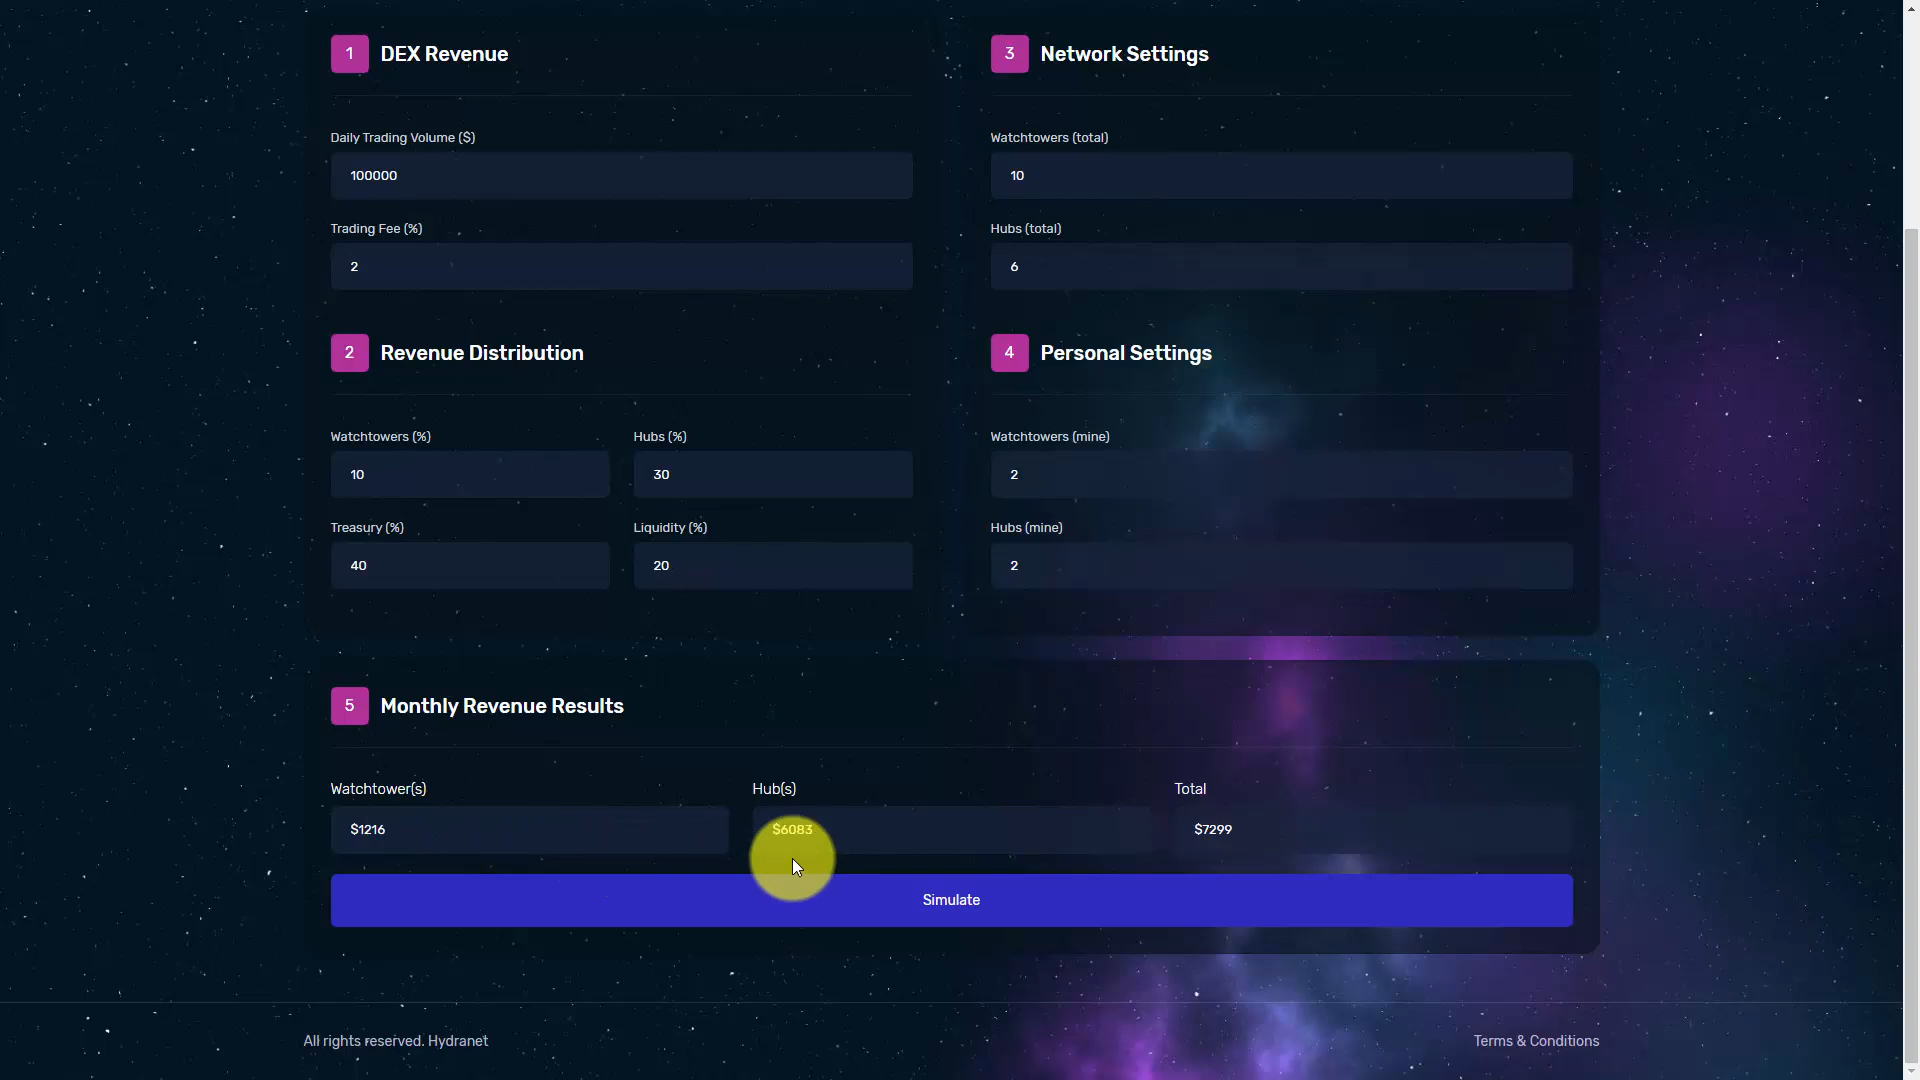 1 DEX Revenue
Daily Trading Volume ($)
100000
Trading Fee (%)
2
2 Revenue Distribution
Watchtowers (%)
10
Hubs (%)
30
Treasury (%)
40
Liquidity (%)
20
3 Network Settings
Watchtowers (total)
10
Hubs (total)
6
4 Personal Settings
Watchtowers (mine)
2
Hubs (mine)
2
5 Monthly Revenue Results
Watchtower(s)
$1216
Hub(s)
$6083
Total
$7299
Simulate
All rights reserved. Hydranet
Terms & Conditions